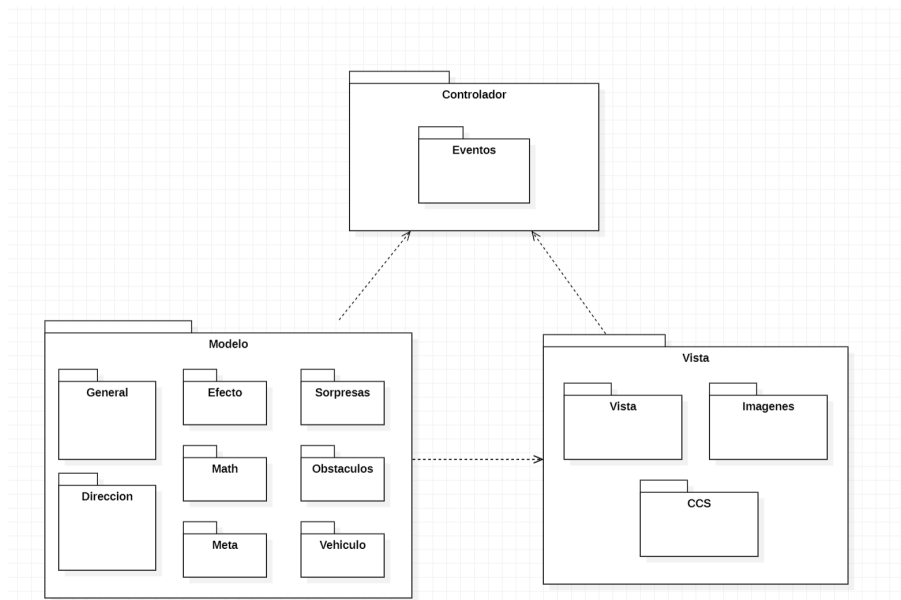 Controlador
Eventos
Modelo
General
Efecto
Sorpresas
Direccion
Math
Obstaculos
Meta
Vehiculo
Vista
Vista
Imagenes
CCS